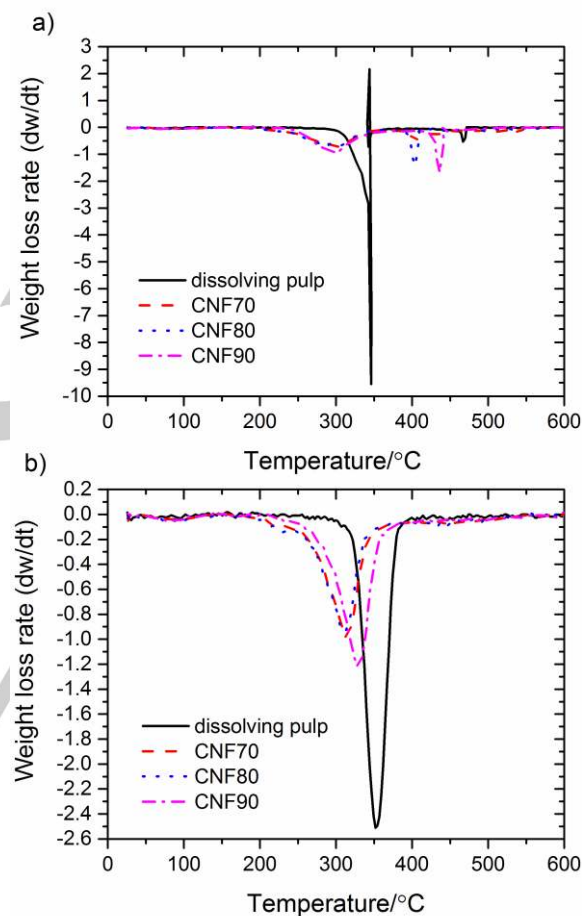 a)
3
2
1
0
-1
-2
-3
-4
-5
-6
-7
-8
-9
-10
Weight loss rate (dw/dt)
dissolving pulp
CNF70
CNF80
CNF90
0 100 200 300 400 500 600
Temperature/°C
b)
0.2
0.0
-0.2
-0.4
-0.6
-0.8
-1.0
-1.2
-1.4
-1.6
-1.8
-2.0
-2.2
-2.4
-2.6
Weight loss rate (dw/dt)
dissolving pulp
CNF70
CNF80
CNF90
0 100 200 300 400 500 600
Temperature/°C